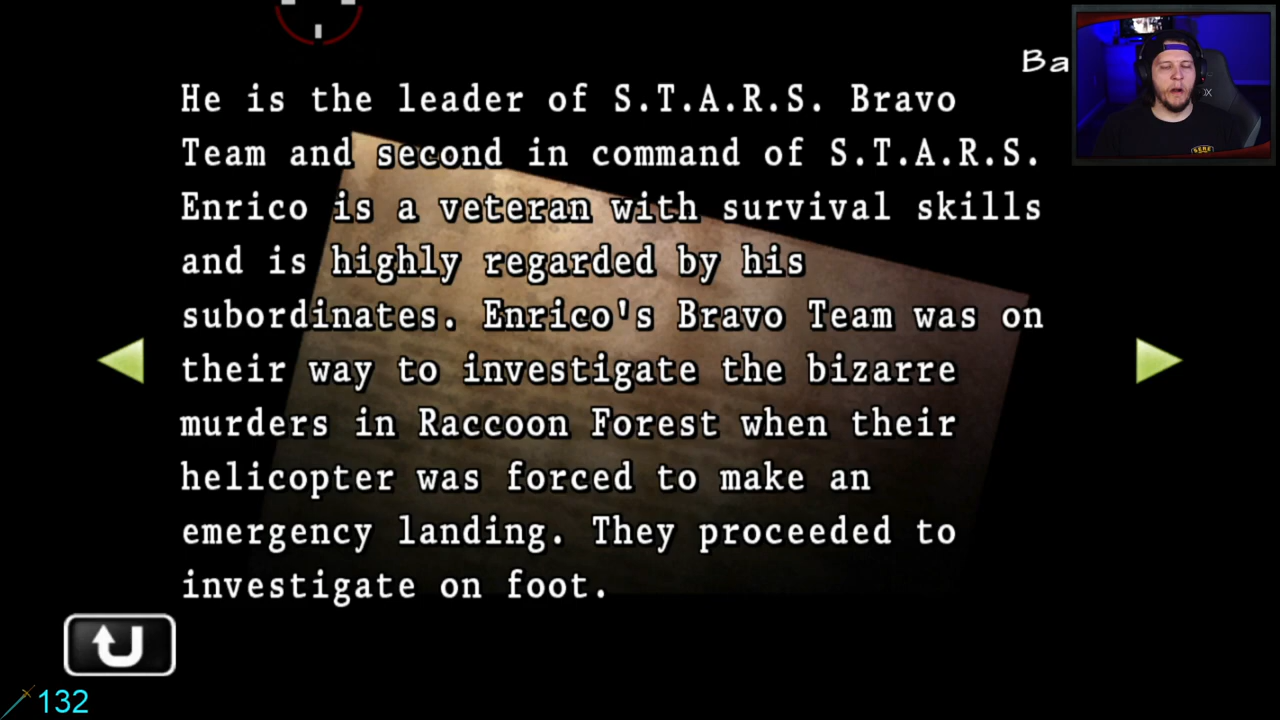 Ba
He is the leader of S.T.A.R.S. Bravo
Team and second in command of S.T.A.R.S.
Enrico is a veteran with survival skills
and is highly regarded by his
subordinates. Enrico's Bravo Team was on
their way to investigate the bizarre
murders in Raccoon Forest when their
helicopter was forced to make an
emergency landing. They proceeded to
investigate on foot.
132